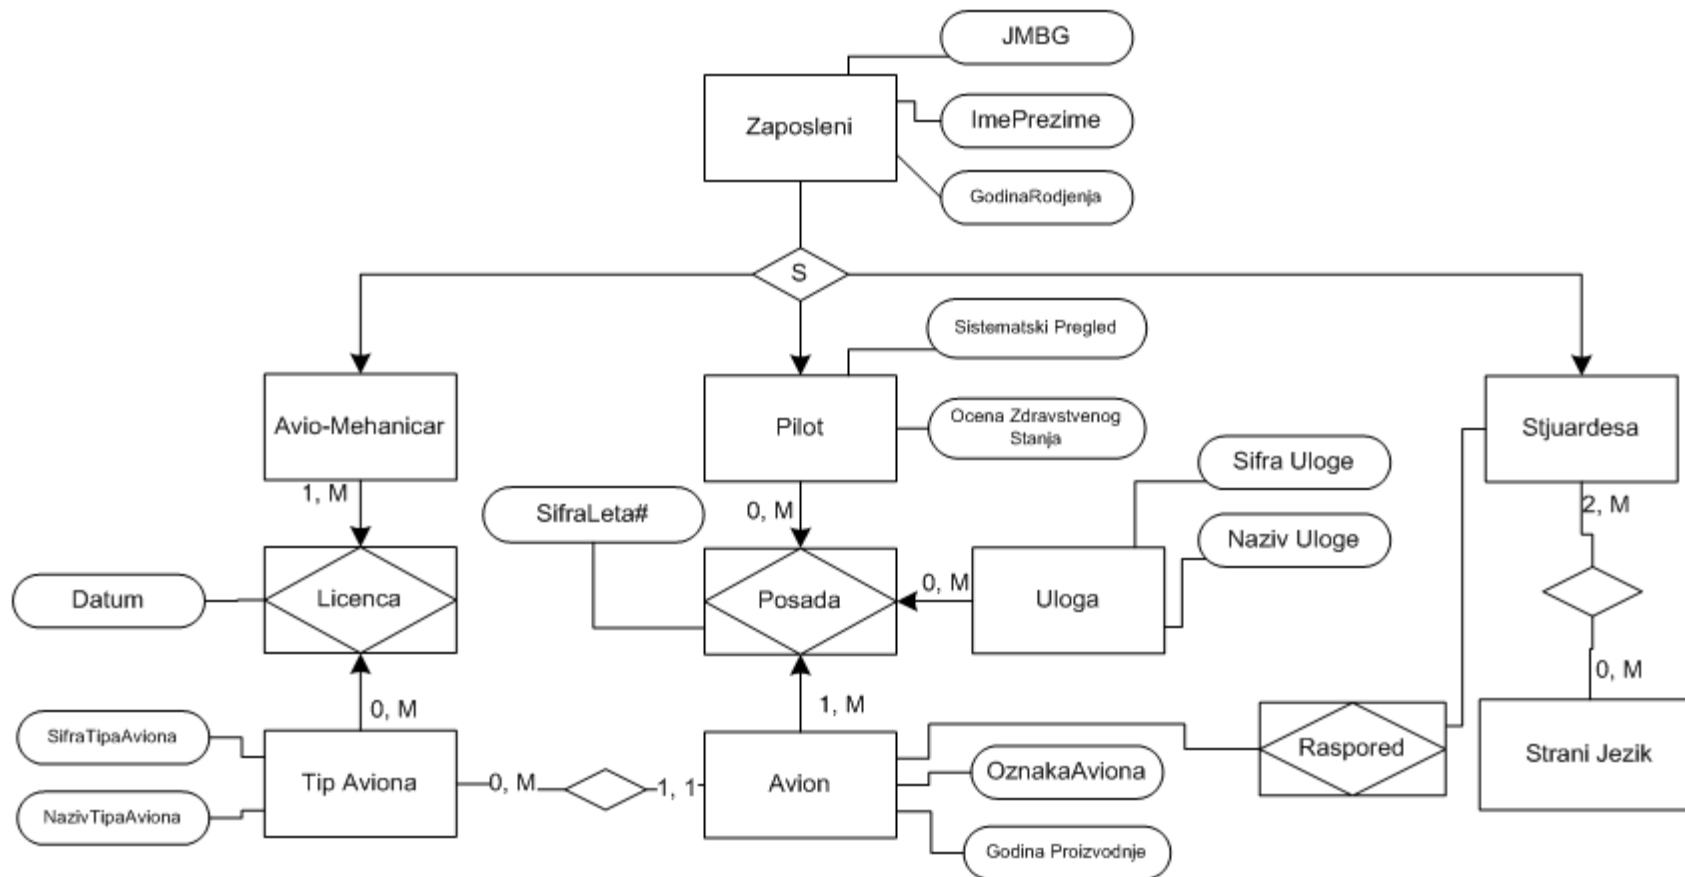 JMBG
Zaposleni
ImePrezime
GodinaRodjenja
S
Sistematski Pregled
Avio-Mehanicar
Pilot
Ocena Zdravstvenog
Stanja
Stjuardesa
Sifra Uloge
1, M
0, M
2, M
SifraLeta#
Naziv Uloge
Datum
Licenca
Posada
0, M
Uloga
0, M
0, M
1, M
SifraTipaAviona
Tip Aviona
0, M
1, 1
Avion
OznakaAviona
Raspored
Strani Jezik
NazivTipaAviona
Godina Proizvodnje